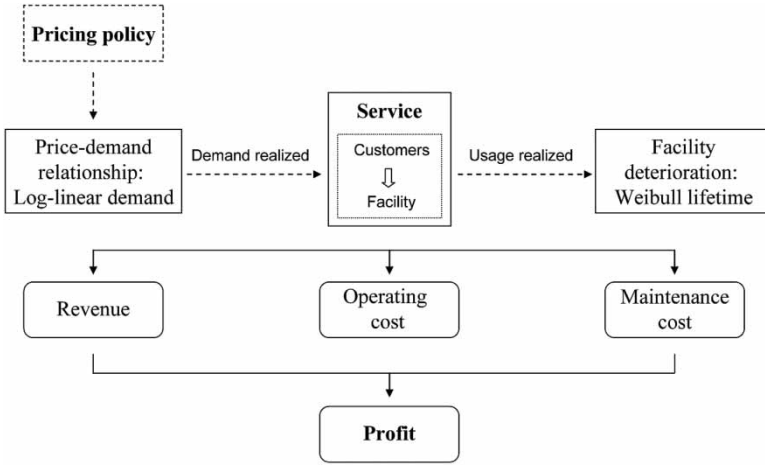 Pricing policy
Price-demand
relationship:
Log-linear demand
Demand realized
Service
Customers
Facility
Usage realized
Facility
deterioration:
Weibull lifetime
Revenue
Operating
cost
Maintenance
cost
Profit